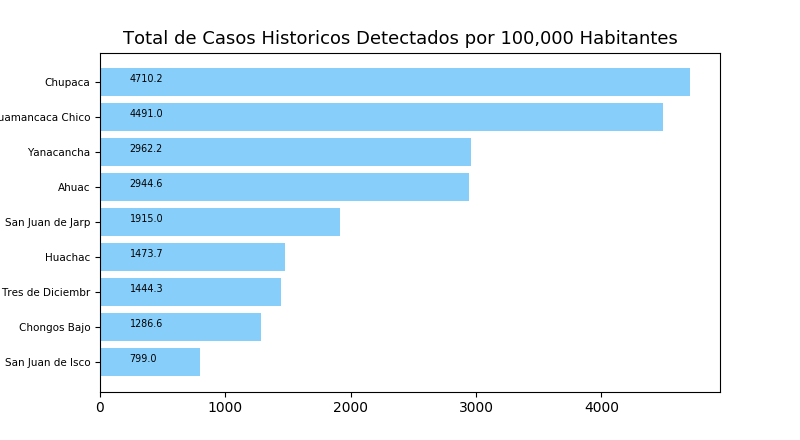 Total de Casos Historicos Detectados por 100,000 Habitantes
Chupaca 4710.2
uamancaca Chico 4491.0
Yanacancha 2962.2
Ahuac 2944.6
San Juan de Jarp 1915.0
Huachac 1473.7
Tres de Diciembr 1444.3
Chongos Bajo 1286.6
San Juan de Isco 799.0
0 1000 2000 3000 4000